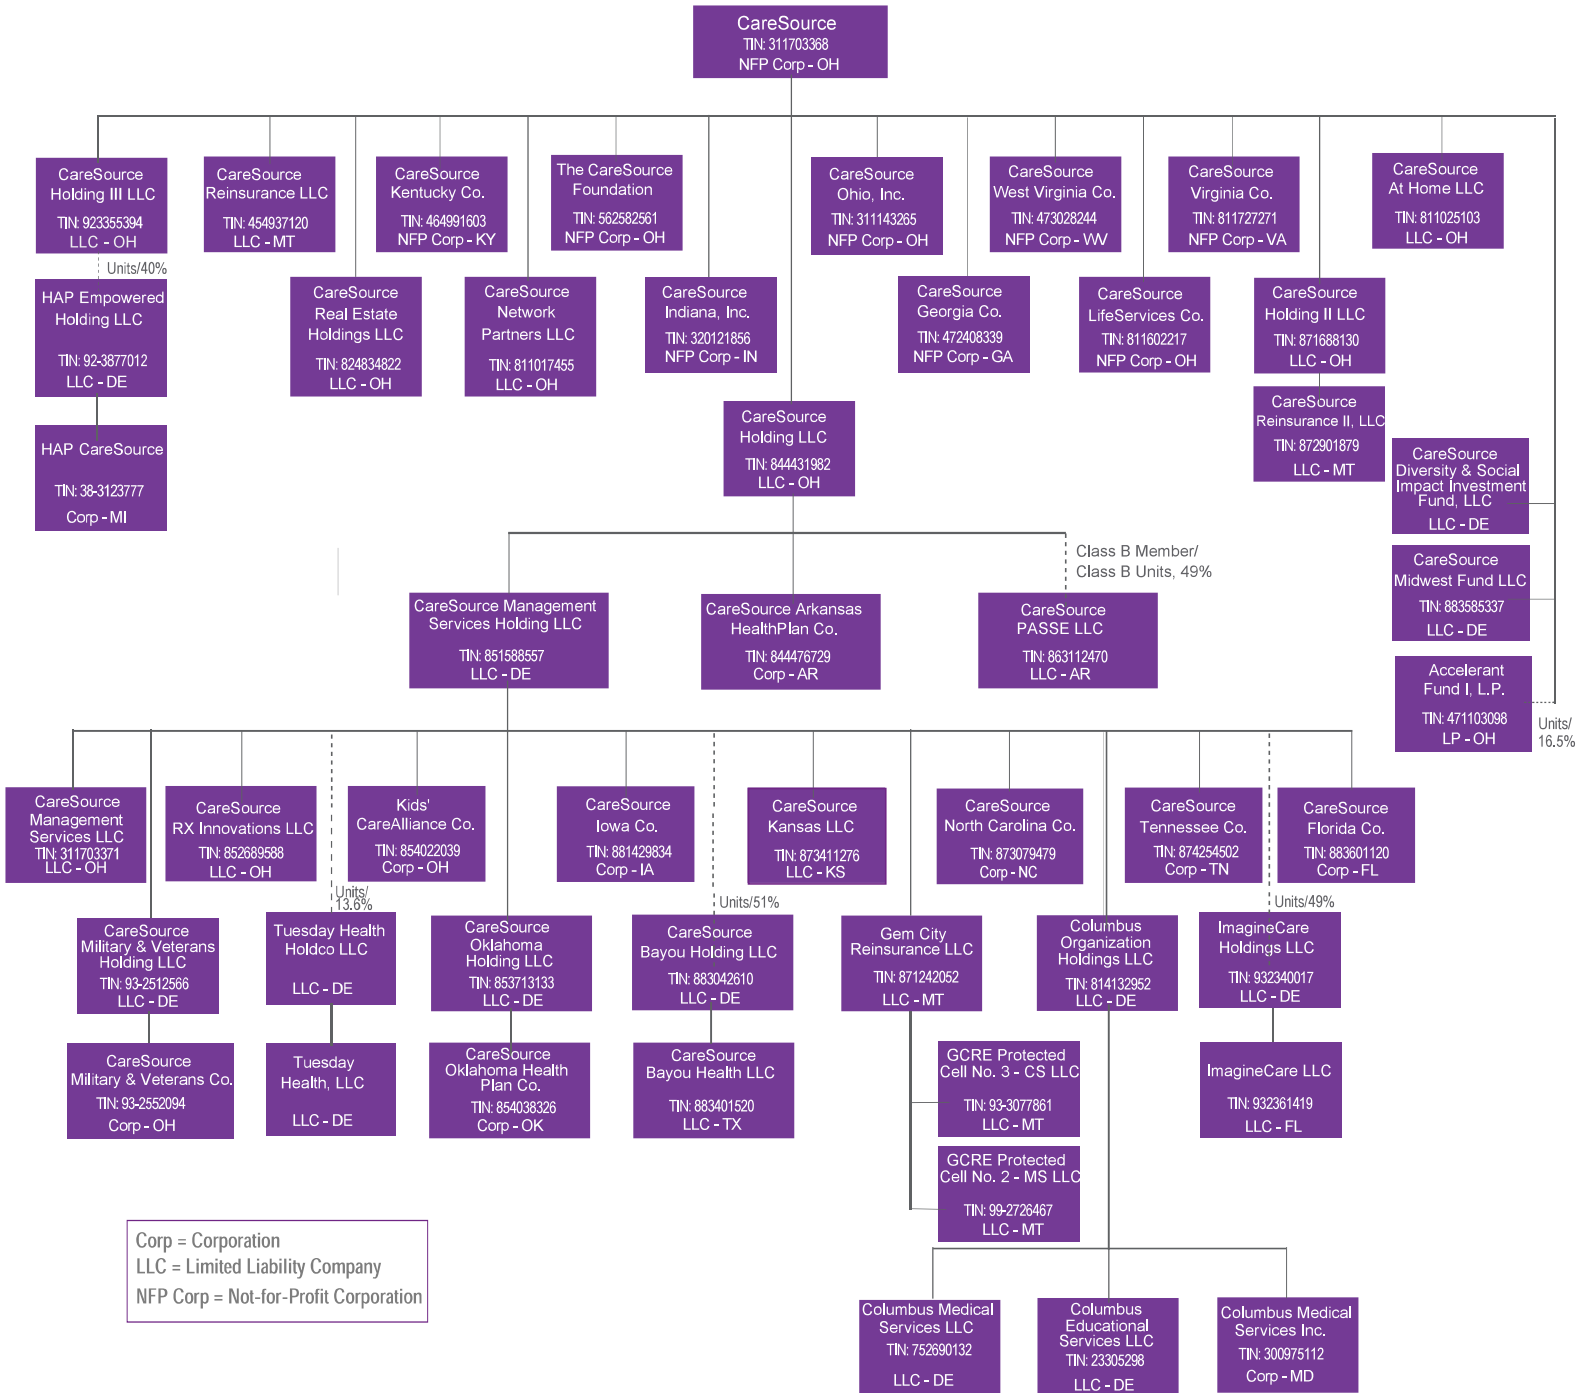 CareSource
TIN: 311703368
NFP Corp - OH
CareSource
Holding III LLC
TIN: 923355394
LLC - OH
CareSource
Reinsurance LLC
TIN: 454937120
LLC - MT
CareSource
Kentucky Co.
TIN: 464991603
NFP Corp - KY
The CareSource
Foundation
TIN: 562582561
NFP Corp - OH
CareSource
Ohio, Inc.
TIN: 311143265
NFP Corp - OH
CareSource
West Virginia Co.
TIN: 473028244
NFP Corp - WV
CareSource
Virginia Co.
TIN: 811727271
NFP Corp - VA
CareSource
At Home LLC
TIN: 811025103
LLC - OH
Units/40%
HAP Empowered
Holding LLC
TIN: 92-3877012
LLC - DE
CareSource
Real Estate
Holdings LLC
TIN: 824834822
LLC - OH
CareSource
Network
Partners LLC
TIN: 811017455
LLC - OH
CareSource
Indiana, Inc.
TIN: 320121856
NFP Corp - IN
CareSource
Georgia Co.
TIN: 472408339
NFP Corp - GA
CareSource
LifeServices Co.
TIN: 811602217
NFP Corp - OH
CareSource
Holding II LLC
TIN: 871688130
LLC - OH
HAP CareSource
TIN: 38-3123777
Corp - MI
CareSource
Holding LLC
TIN: 844431982
LLC - OH
CareSource
Reinsurance II, LLC
TIN: 872901879
LLC - MT
CareSource
Diversity & Social
Impact Investment
Fund, LLC
LLC - DE
Class B Member/
Class B Units, 49%
CareSource
Midwest Fund LLC
TIN: 883585337
LLC - DE
CareSource Management
Services Holding LLC
TIN: 851588557
LLC - DE
CareSource Arkansas
HealthPlan Co.
TIN: 844476729
Corp - AR
CareSource
PASSE LLC
TIN: 863112470
LLC - AR
Accelerant
Fund I, L.P.
TIN: 471103098
LP - OH
Units/
16.5%
CareSource
Management
Services LLC
TIN: 311703371
LLC - OH
CareSource
RX Innovations LLC
TIN: 852689588
LLC - OH
Kids'
CareAlliance Co.
TIN: 854022039
Corp - OH
CareSource
Iowa Co.
TIN: 881429834
Corp - IA
CareSource
Kansas LLC
TIN: 873411276
LLC - KS
CareSource
North Carolina Co.
TIN: 873079479
Corp - NC
CareSource
Tennessee Co.
TIN: 874254502
Corp - TN
CareSource
Florida Co.
TIN: 883601120
Corp - FL
Units/
13.6%
Units/51%
Units/49%
CareSource
Military & Veterans
Holding LLC
TIN: 93-2512566
LLC - DE
Tuesday Health
Holdco LLC
LLC - DE
CareSource
Oklahoma
Holding LLC
TIN: 853713133
LLC - DE
CareSource
Bayou Holding LLC
TIN: 883042610
LLC - DE
Gem City
Reinsurance LLC
TIN: 871242052
LLC - MT
Columbus
Organization
Holdings LLC
TIN: 814132952
LLC - DE
ImagineCare
Holdings LLC
TIN: 932340017
LLC - DE
CareSource
Military & Veterans Co.
TIN: 93-2552094
Corp - OH
Tuesday
Health, LLC
LLC - DE
CareSource
Oklahoma Health
Plan Co.
TIN: 854038326
Corp - OK
CareSource
Bayou Health LLC
TIN: 883401520
LLC - TX
GCRE Protected
Cell No. 3 - CS LLC
TIN: 93-3077861
LLC - MT
ImagineCare LLC
TIN: 932361419
LLC - FL
GCRE Protected
Cell No. 2 - MS LLC
TIN: 99-2726467
LLC - MT
Corp = Corporation
LLC = Limited Liability Company
NFP Corp = Not-for-Profit Corporation
Columbus Medical
Services LLC
TIN: 752690132
LLC - DE
Columbus
Educational
Services LLC
TIN: 23305298
LLC - DE
Columbus Medical
Services Inc.
TIN: 300975112
Corp - MD